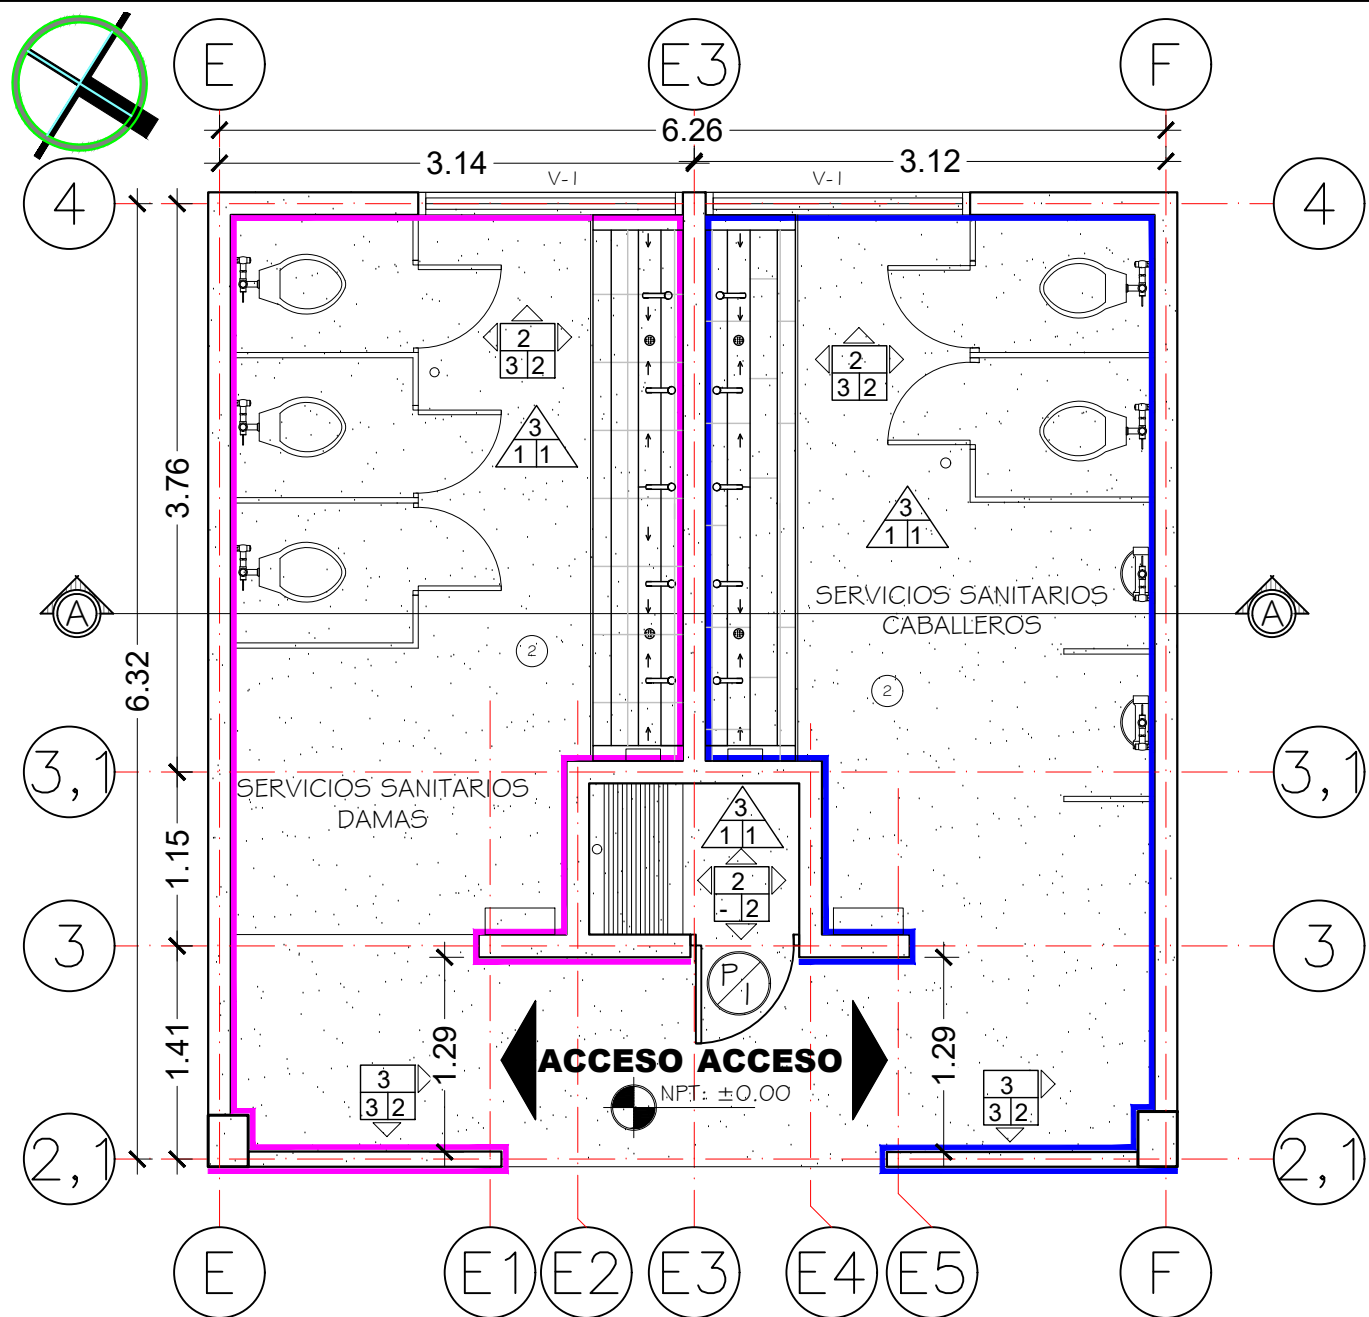 E E3 F
6.26
3.14 3.12
V-1 V-1
4 4
2
3 2
2
3 2
3
1 1
3.76
3
1 1
SERVICIOS SANITARIOS
CABALLEROS
A A
6.32
2 2
3,1 3,1
SERVICIOS SANITARIOS
DAMAS
3
1 1
1.15
2
- 2
3 3
P
1
1.41
1.29 1.29
ACCESO ACCESO
NPT: ±0.00
3
3 2
3
3 2
2,1 2,1
E E1 E2 E3 E4 E5 F